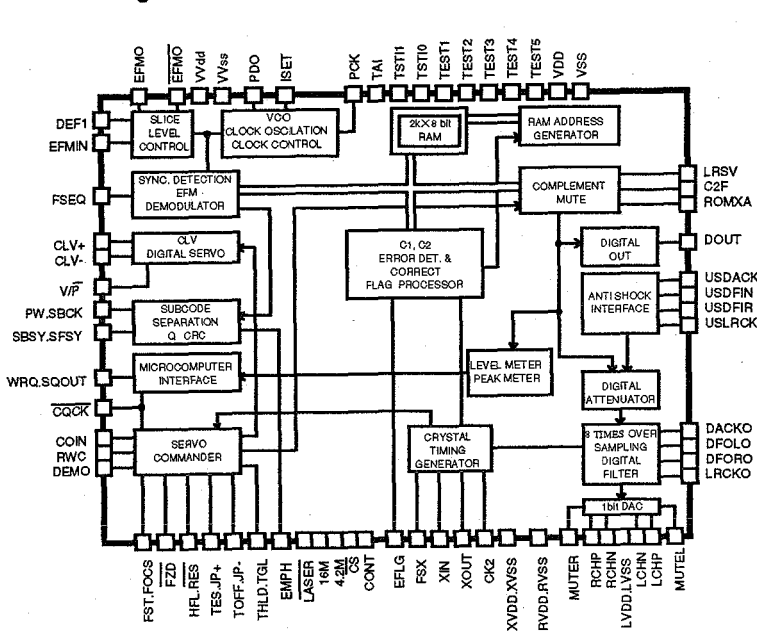 EFMO
EFMO
VVdd
VVss
PDO
ISET
PCK
TAI
TSTI1
TSTI0
TEST1
TEST2
TEST3
TEST4
TEST5
VDD
VSS
DEF1
EFMIN
SLICE
LEVEL
CONTROL
VCO
CLOCK OSCILATION
CLOCK CONTROL
2kX8 bit
RAM
RAM ADDRESS
GENERATOR
FSEQ
SYNC. DETECTION
EFM
DEMODULATOR
COMPLEMENT
MUTE
LRSV
C2F
ROMXA
CLV+
CLV-
CLV
DIGITAL SERVO
C1, C2
ERROR DET. &
CORRECT
FLAG PROCESSOR
DIGITAL
OUT
DOUT
V/P
PW.SBCK
SBSY.SFSY
SUBCODE
SEPARATION
Q CRC
ANTI SHOCK
INTERFACE
USDACK
USDFIN
USDFIR
USLRCK
WRQ.SQOUT
MICROCOMPUTER
INTERFACE
LEVEL METER
PEAK METER
DIGITAL
ATTENUATOR
CQCK
COIN
RWC
DEMO
SERVO
COMMANDER
CRYSTAL
TIMING
GENERATOR
8 TIMES OVER
SAMPLING
DIGITAL
FILTER
DACKO
DFOLO
DFORO
LRCKO
1bit DAC
FST.FOCS
FZD
HFL.RES
TES.JP+
TOFF.JP-
THLD.TGL
EMPH
LASER
16M
4.2M
CS
CONT
EFLG
FSX
XIN
XOUT
CK2
XVDD.XVSS
RVDD.RVSS
MUTER
RCHP
RCHN
LVDD.LVSS
LCHN
LCHP
MUTEL